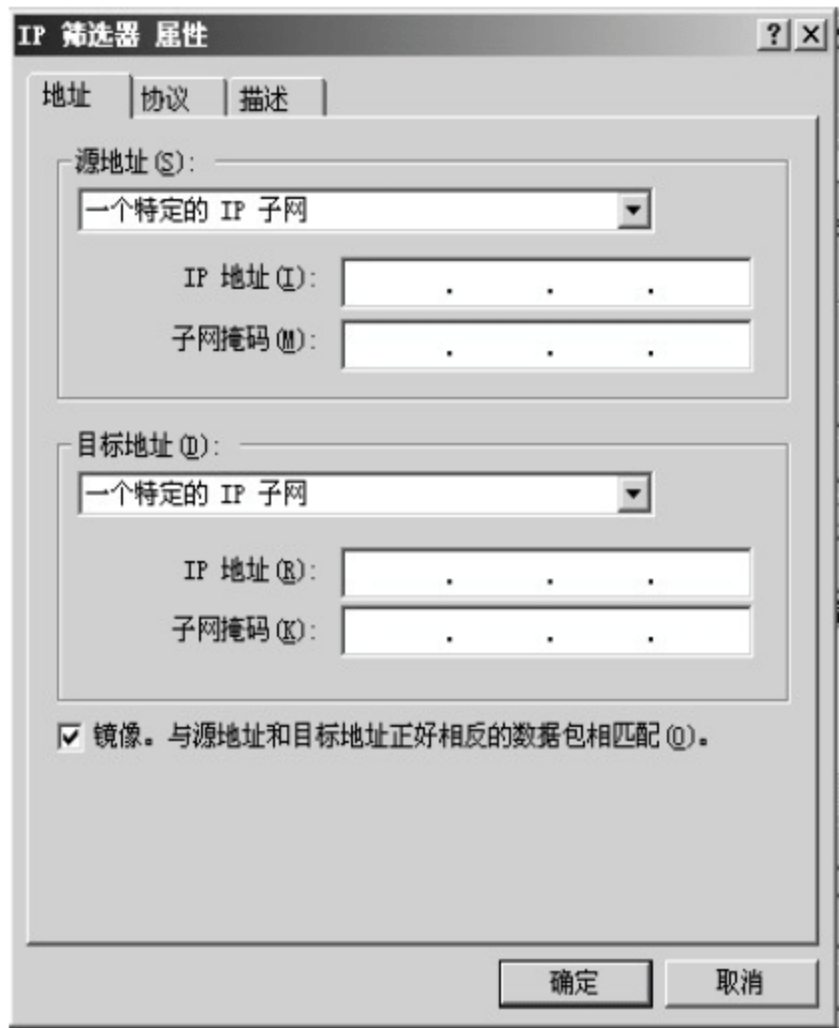 IP 筛选器 属性
地址 协议 描述
源地址(S):
一个特定的 IP 子网
IP 地址(I): . . .
子网掩码(M): . . .
目标地址(D):
一个特定的 IP 子网
IP 地址(R): . . .
子网掩码(K): . . .
镜像。与源地址和目标地址正好相反的数据包相匹配(O)。
确定 取消